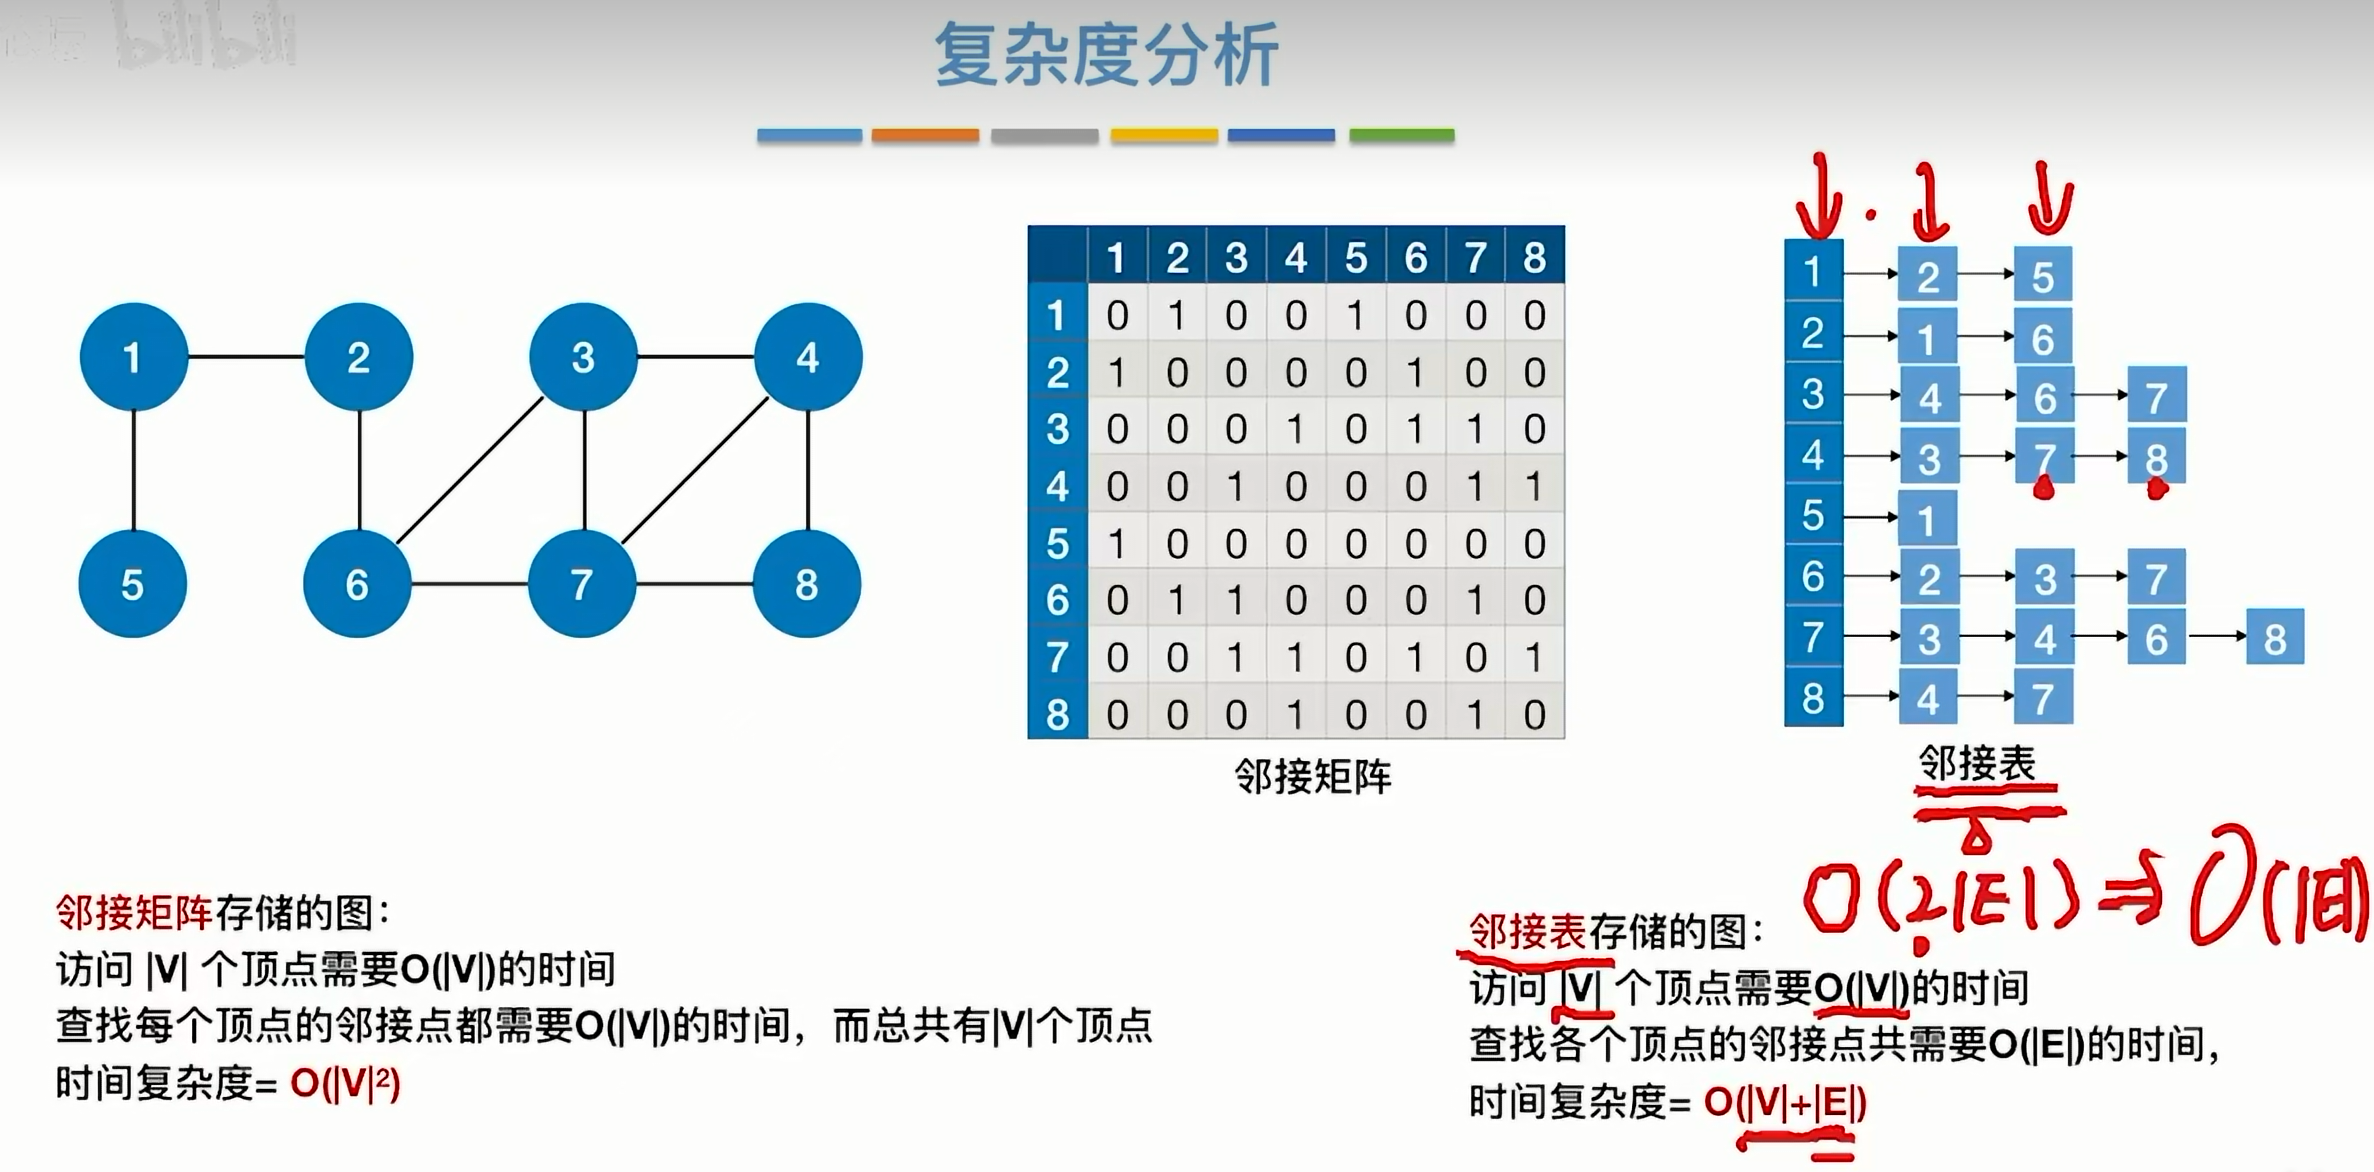 bilibili
复杂度分析
1 2 3 4
5 6 7 8
1 2 3 4 5 6 7 8
1 0 1 0 0 1 0 0 0
2 1 0 0 0 0 1 0 0
3 0 0 0 1 0 1 1 0
4 0 0 1 0 0 0 1 1
5 1 0 0 0 0 0 0 0
6 0 1 1 0 0 0 1 0
7 0 0 1 1 0 1 0 1
8 0 0 0 1 0 0 1 0
邻接矩阵
1 2 5
2 1 6
3 4 6 7
4 3 7 8
5 1
6 2 3 7
7 3 4 6 8
8 4 7
邻接表
O(2|E|) ⇒ O(|E|)
邻接矩阵存储的图：
访问 |V| 个顶点需要O(|V|)的时间
查找每个顶点的邻接点都需要O(|V|)的时间，而总共有|V|个顶点
时间复杂度= O(|V|²)
邻接表存储的图：
访问 |V| 个顶点需要O(|V|)的时间
查找各个顶点的邻接点共需要O(|E|)的时间，
时间复杂度= O(|V|+|E|)